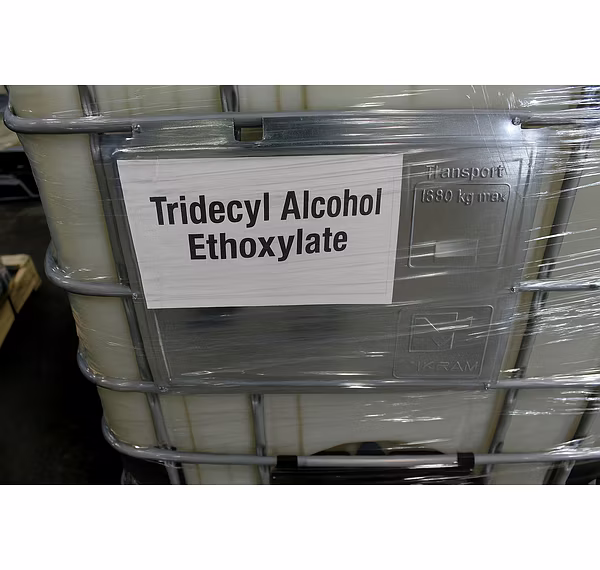 Tridecyl Alcohol
Ethoxylate
Transport
1680 kg max